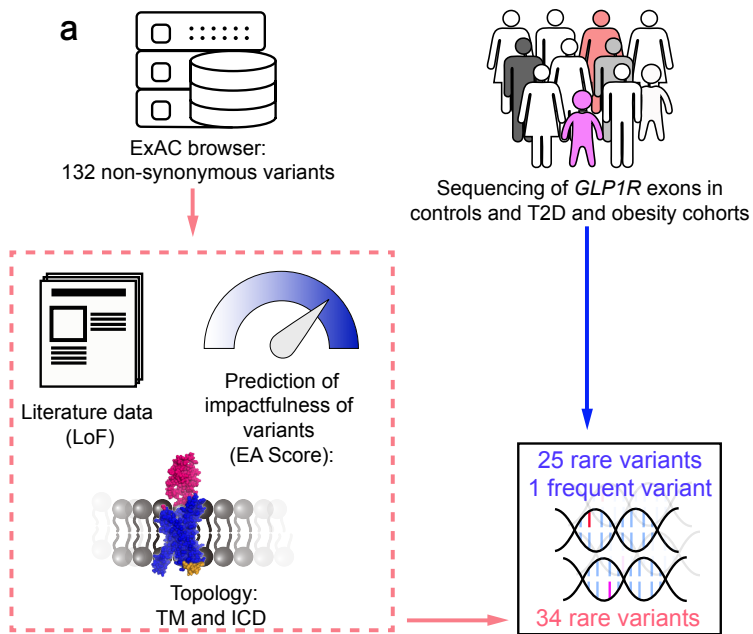 a
ExAC browser:
132 non-synonymous variants
Sequencing of GLP1R exons in
controls and T2D and obesity cohorts
Literature data
(LoF)
Prediction of
impactfulness of
variants
(EA Score):
Topology:
TM and ICD
25 rare variants
1 frequent variant
34 rare variants